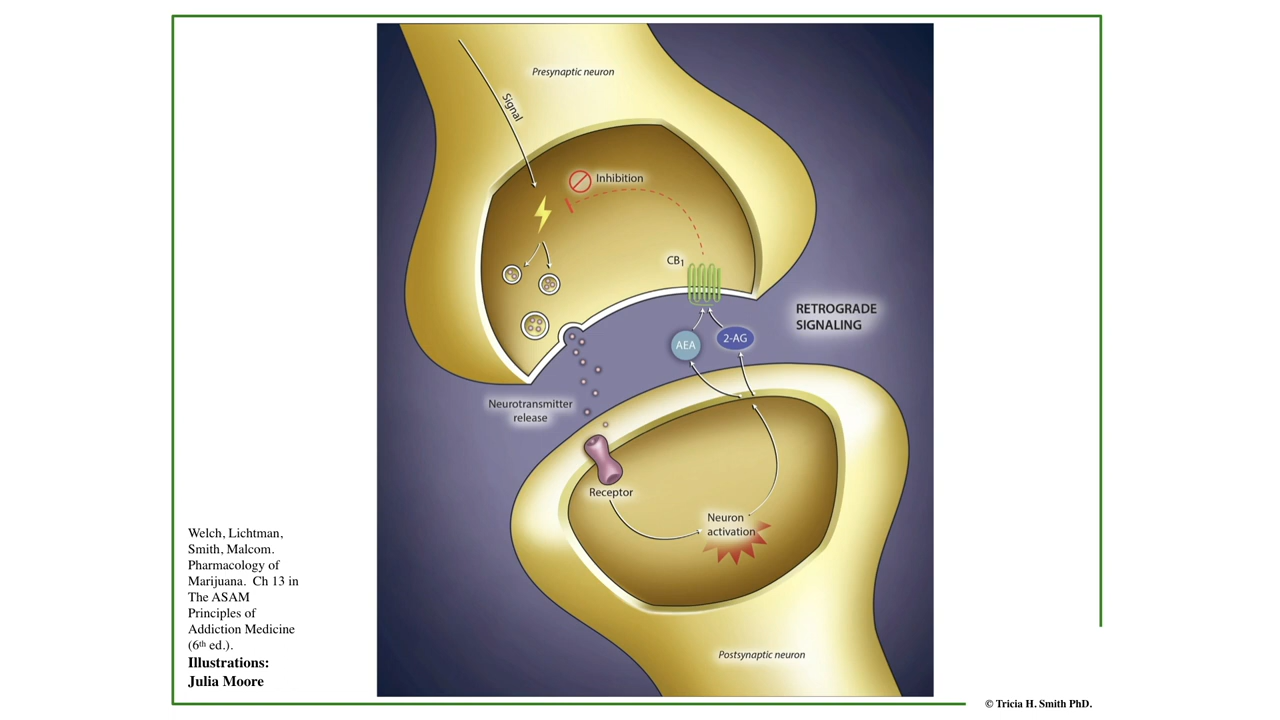 Presynaptic neuron
Signal
Inhibition
CB1
RETROGRADE
SIGNALING
AEA
2-AG
Neurotransmitter
release
Receptor
Neuron
activation
Postsynaptic neuron
Welch, Lichtman,
Smith, Malcom.
Pharmacology of
Marijuana.  Ch 13 in
The ASAM
Principles of
Addiction Medicine
(6th ed.).
Illustrations:
Julia Moore
© Tricia H. Smith PhD.